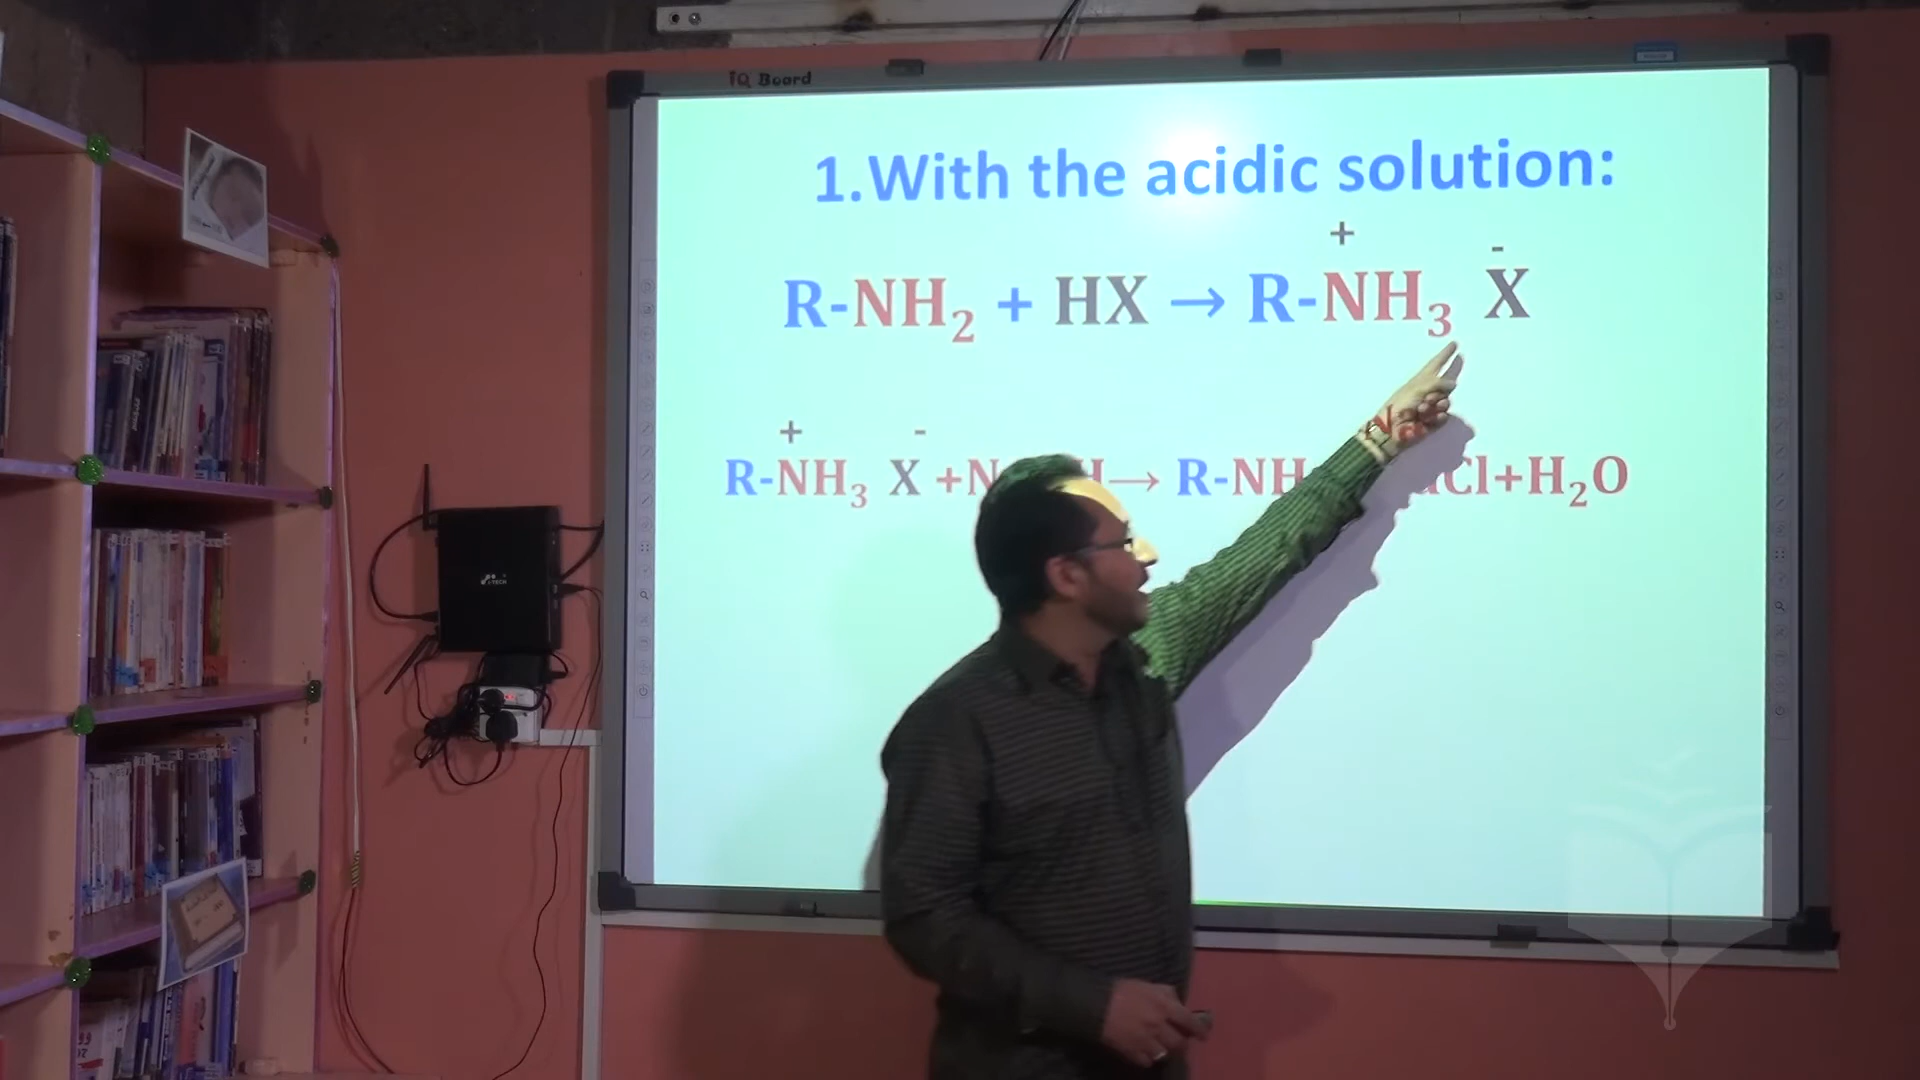 IQ Board
1.With the acidic solution:
+ -
R-NH₂ + HX → R-NH₃ X
+ -
R-NH₃ X +N H→ R-NH Cl+H₂O